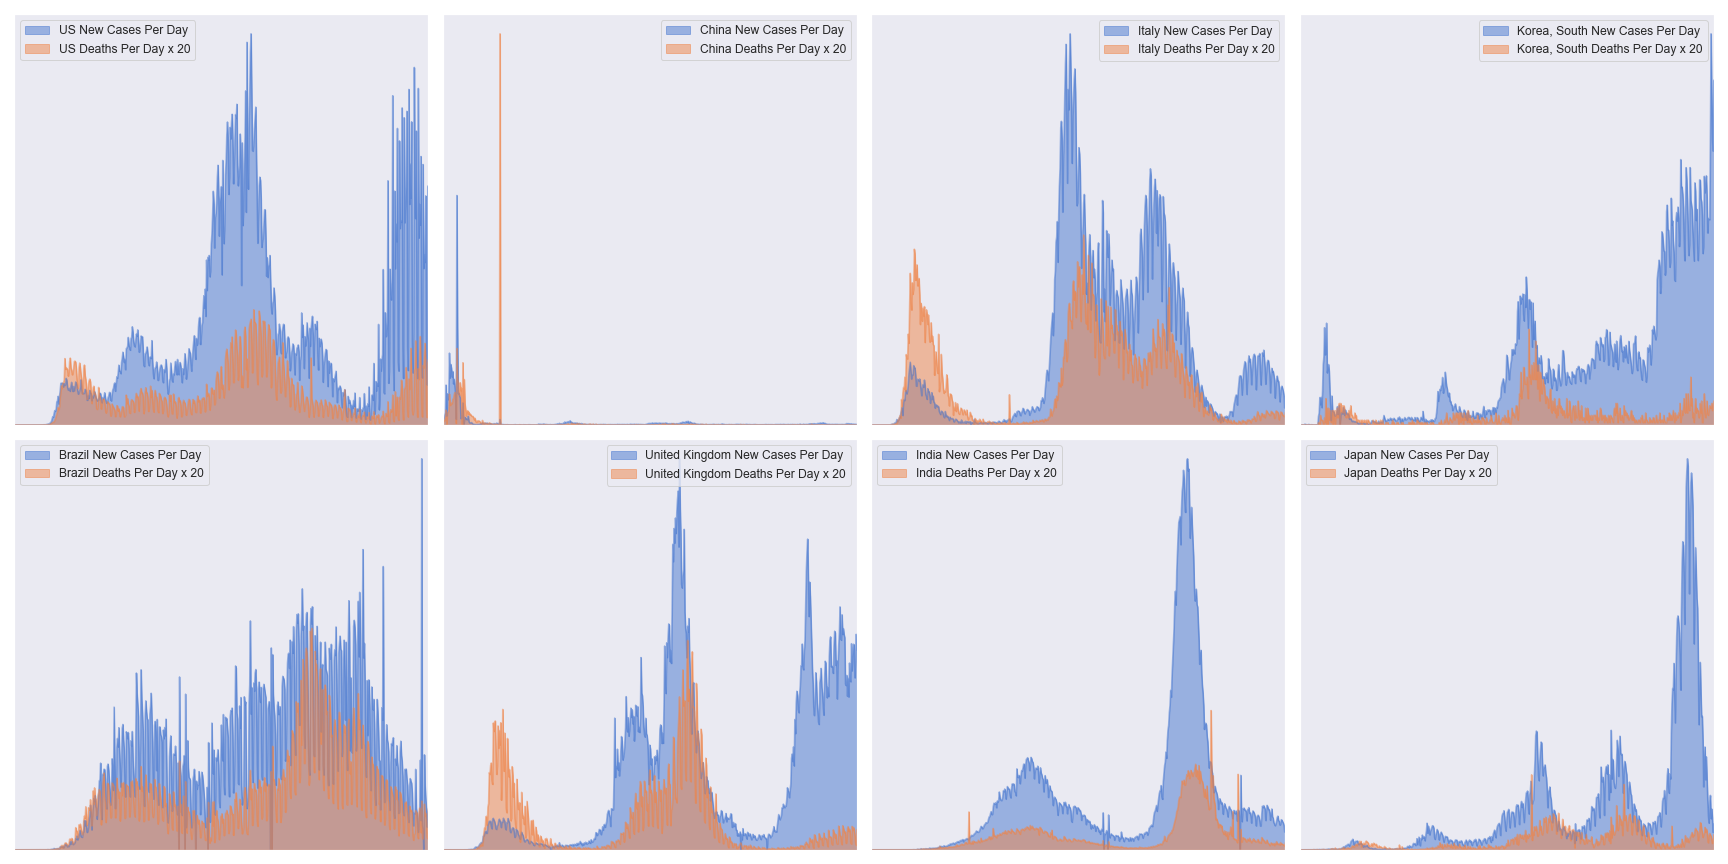 US New Cases Per Day
US Deaths Per Day x 20
China New Cases Per Day
China Deaths Per Day x 20
Italy New Cases Per Day
Italy Deaths Per Day x 20
Korea, South New Cases Per Day
Korea, South Deaths Per Day x 20
Brazil New Cases Per Day
Brazil Deaths Per Day x 20
United Kingdom New Cases Per Day
United Kingdom Deaths Per Day x 20
India New Cases Per Day
India Deaths Per Day x 20
Japan New Cases Per Day
Japan Deaths Per Day x 20